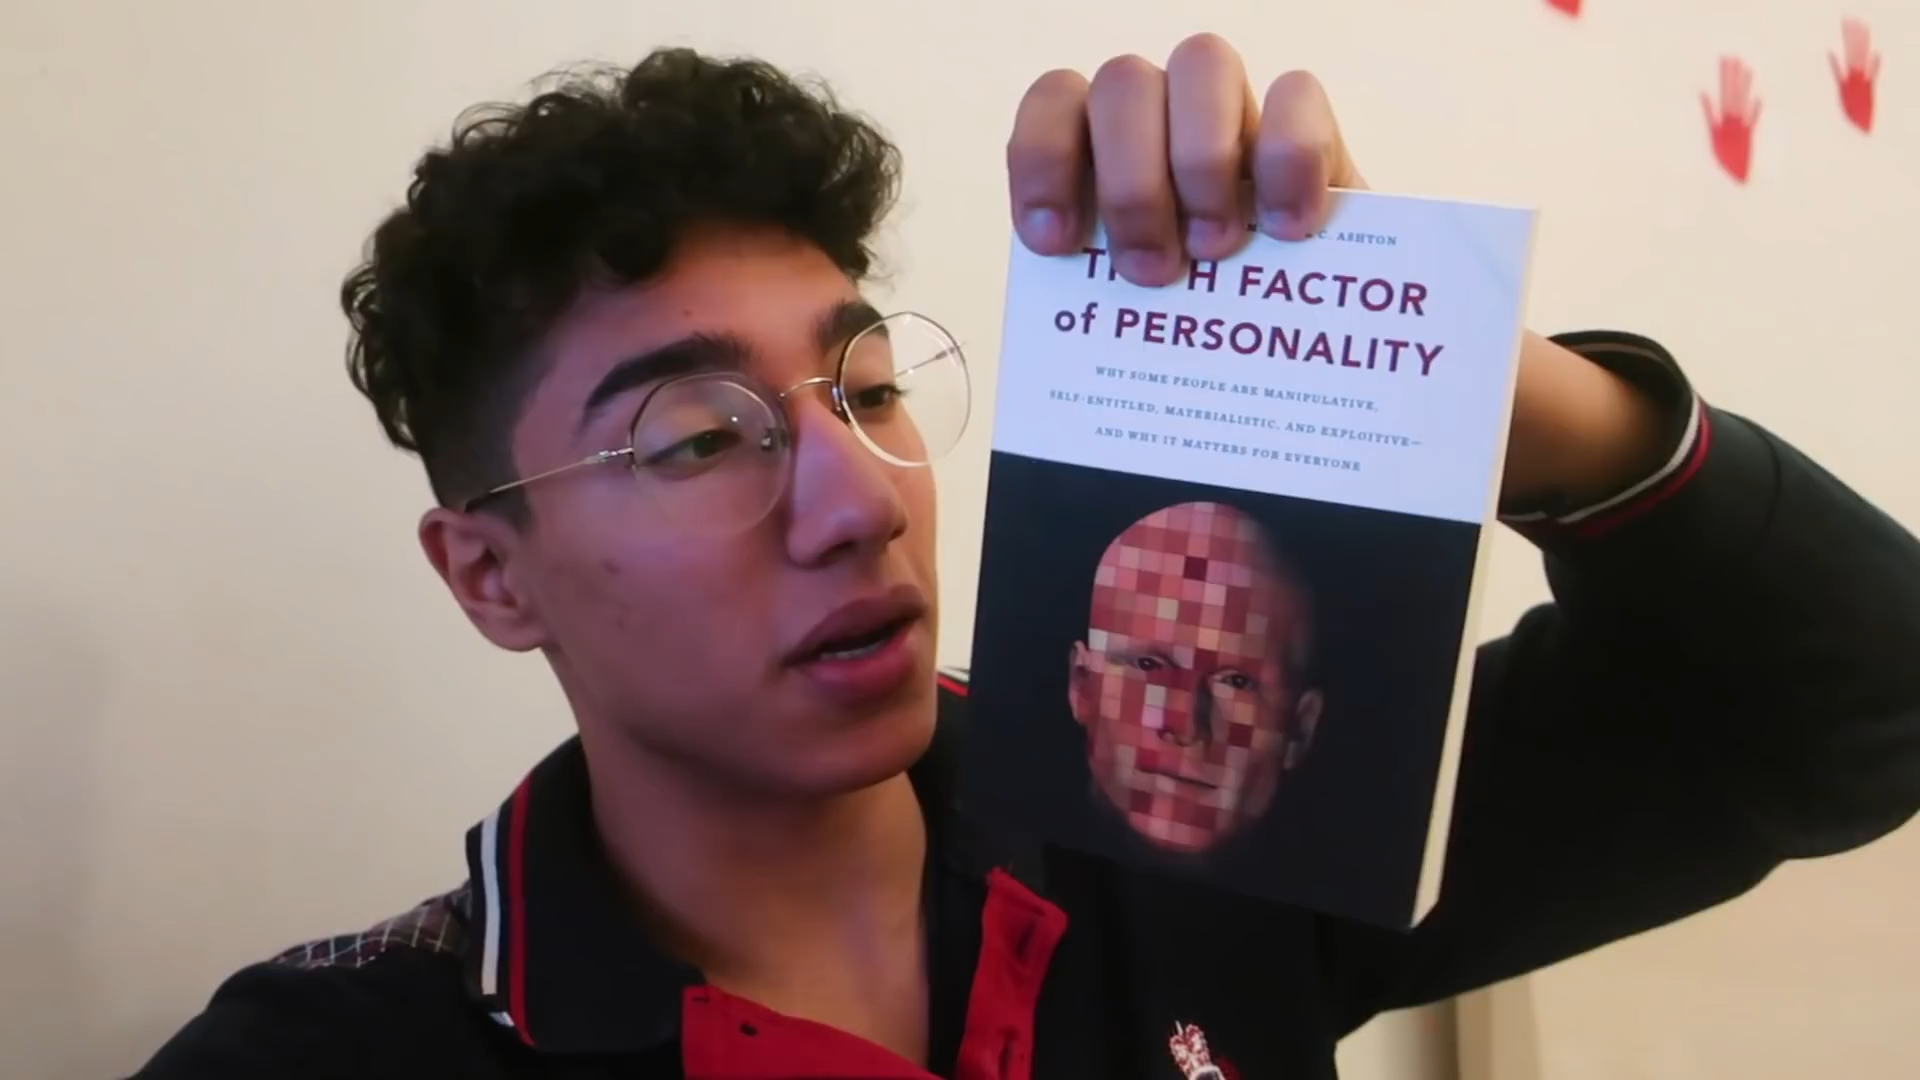 C. ASHTON
H FACTOR
of PERSONALITY
WHY SOME PEOPLE ARE MANIPULATIVE,
SELF-ENTITLED, MATERIALISTIC, AND EXPLOITIVE—
AND WHY IT MATTERS FOR EVERYONE